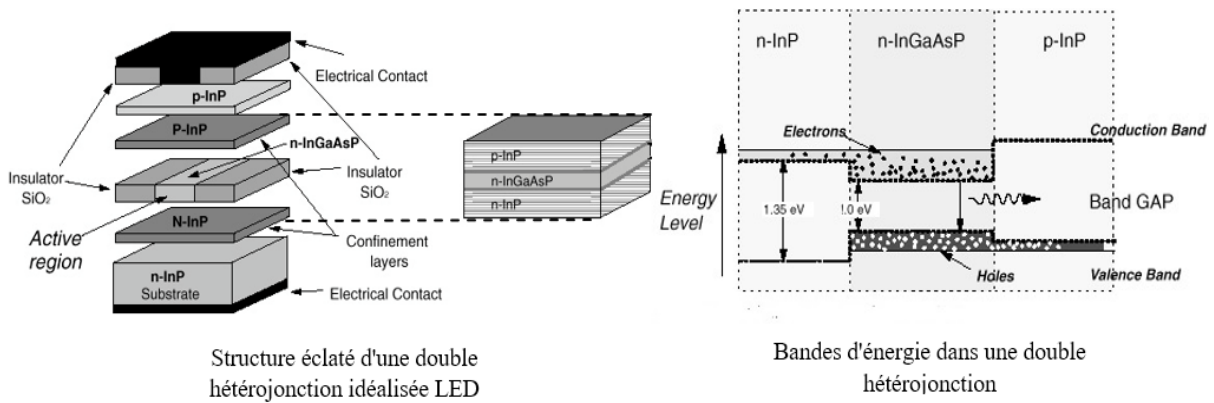 Electrical Contact
p-InP
P-InP
n-InGaAsP
Insulator
SiO₂
Insulator
SiO₂
Active
region
N-InP
Confinement
layers
n-InP
Substrate
Electrical Contact
p-InP
n-InGaAsP
n-InP
Structure éclaté d'une double
hétérojonction idéalisée LED
n-InP
n-InGaAsP
p-InP
Electrons
Conduction Band
Energy
Level
1.35 eV
!.0 eV
Band GAP
Holes
Valence Band
Bandes d'énergie dans une double
hétérojonction